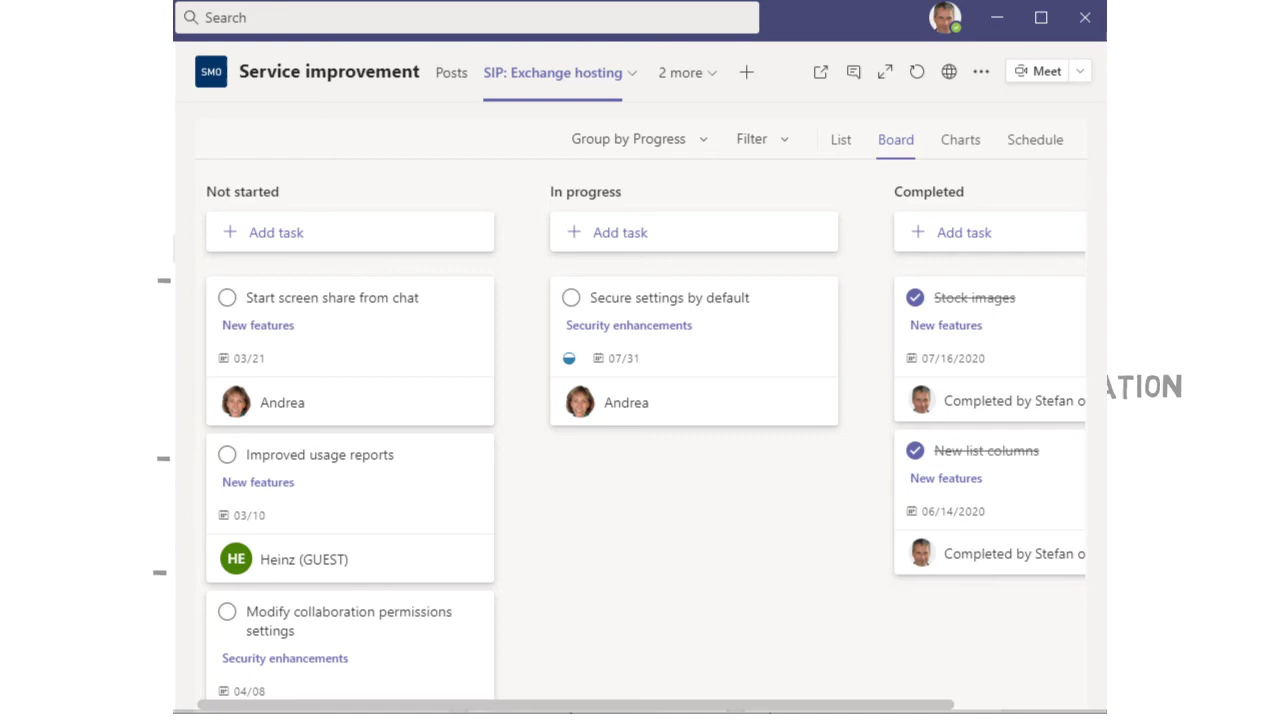 Search
SMO Service improvement Posts SIP: Exchange hosting 2 more Meet
Group by Progress Filter List Board Charts Schedule
Not started
Add task
Start screen share from chat
New features
03/21
Andrea
Improved usage reports
New features
03/10
HE Heinz (GUEST)
Modify collaboration permissions
settings
Security enhancements
04/08
In progress
Add task
Secure settings by default
Security enhancements
07/31
Andrea
Completed
Add task
Stock images
New features
07/16/2020
Completed by Stefan o
New list columns
New features
06/14/2020
Completed by Stefan o
ATION